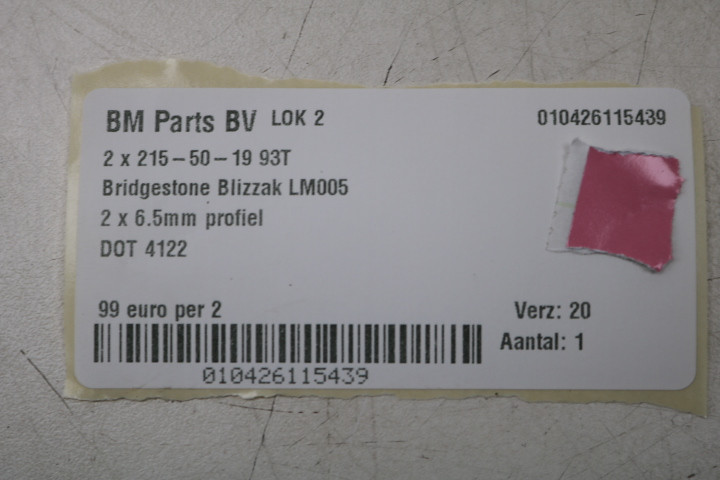 BM Parts BV LOK 2 010426115439
2 x 215-50-19 93T
Bridgestone Blizzak LM005
2 x 6.5mm profiel
DOT 4122
99 euro per 2 Verz: 20
Aantal: 1
010426115439